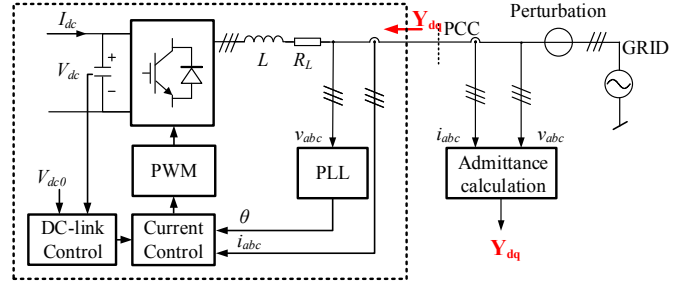 I_dc
+
V_dc
−
L
R_L
Y_dq
PCC
Perturbation
GRID
v_abc
i_abc
v_abc
PWM
PLL
Admittance
calculation
V_dc0
θ
i_abc
DC-link
Control
Current
Control
Y_dq